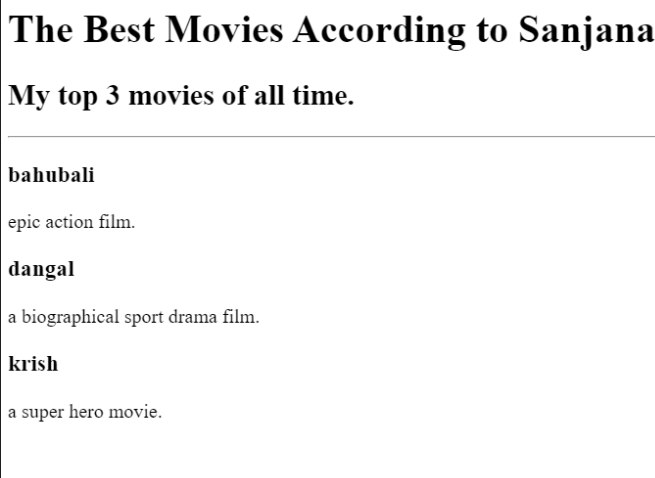 The Best Movies According to Sanjana
My top 3 movies of all time.
bahubali
epic action film.
dangal
a biographical sport drama film.
krish
a super hero movie.